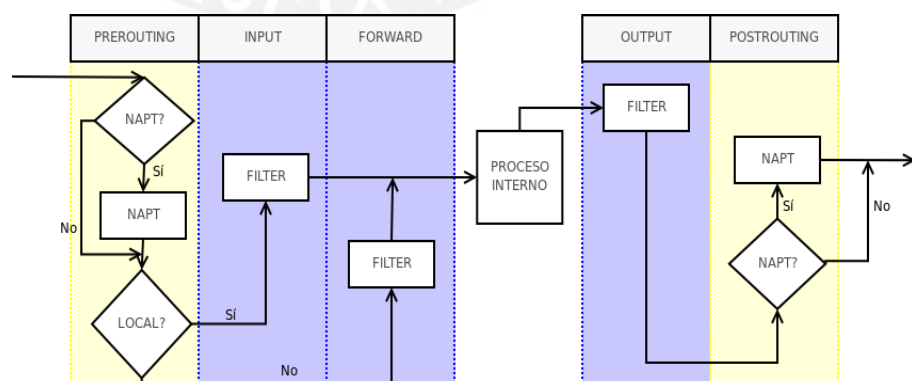 PREROUTING INPUT FORWARD OUTPUT POSTROUTING
NAPT?
Sí
NAPT
No
LOCAL?
Sí
No
FILTER
FILTER
PROCESO
INTERNO
FILTER
NAPT
Sí
No
NAPT?